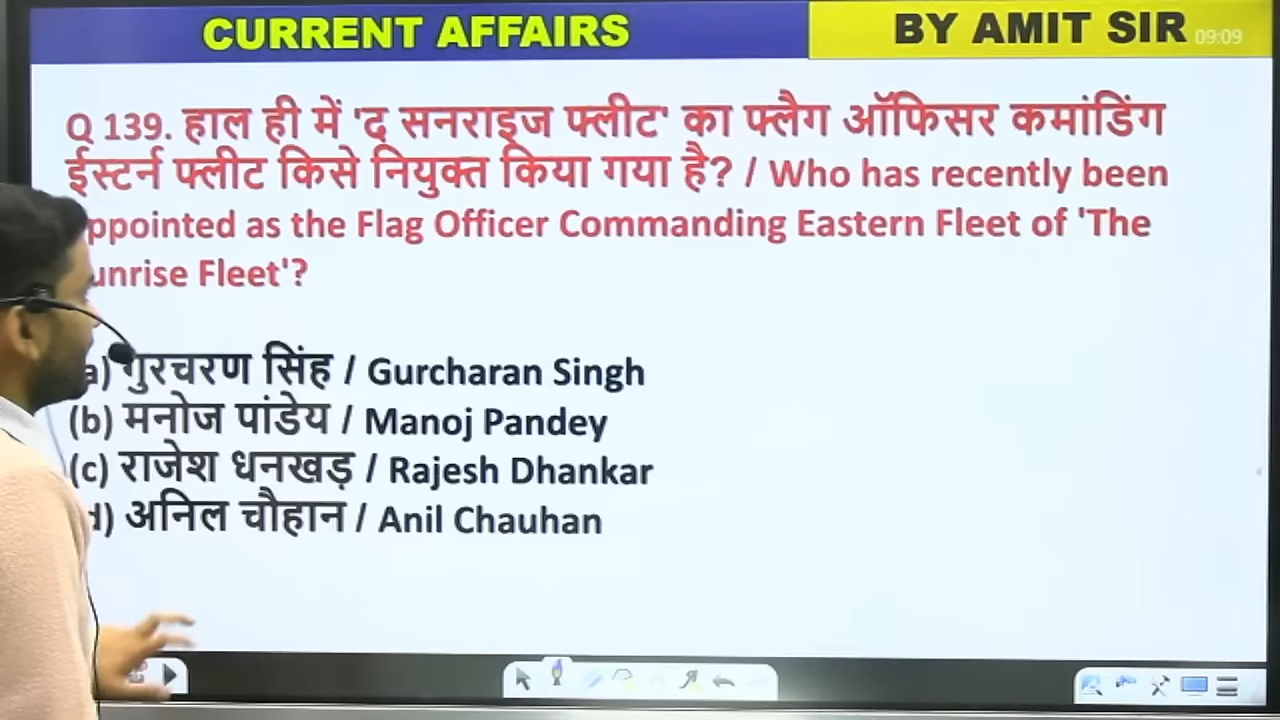 CURRENT AFFAIRS
BY AMIT SIR
09:09
Q 139. हाल ही में 'द सनराइज फ्लीट' का फ्लैग ऑफिसर कमांडिंग
ईस्टर्न फ्लीट किसे नियुक्त किया गया है? / Who has recently been
ppointed as the Flag Officer Commanding Eastern Fleet of 'The
unrise Fleet'?
a) गुरचरण सिंह / Gurcharan Singh
(b) मनोज पांडेय / Manoj Pandey
(c) राजेश धनखड़ / Rajesh Dhankar
d) अनिल चौहान / Anil Chauhan